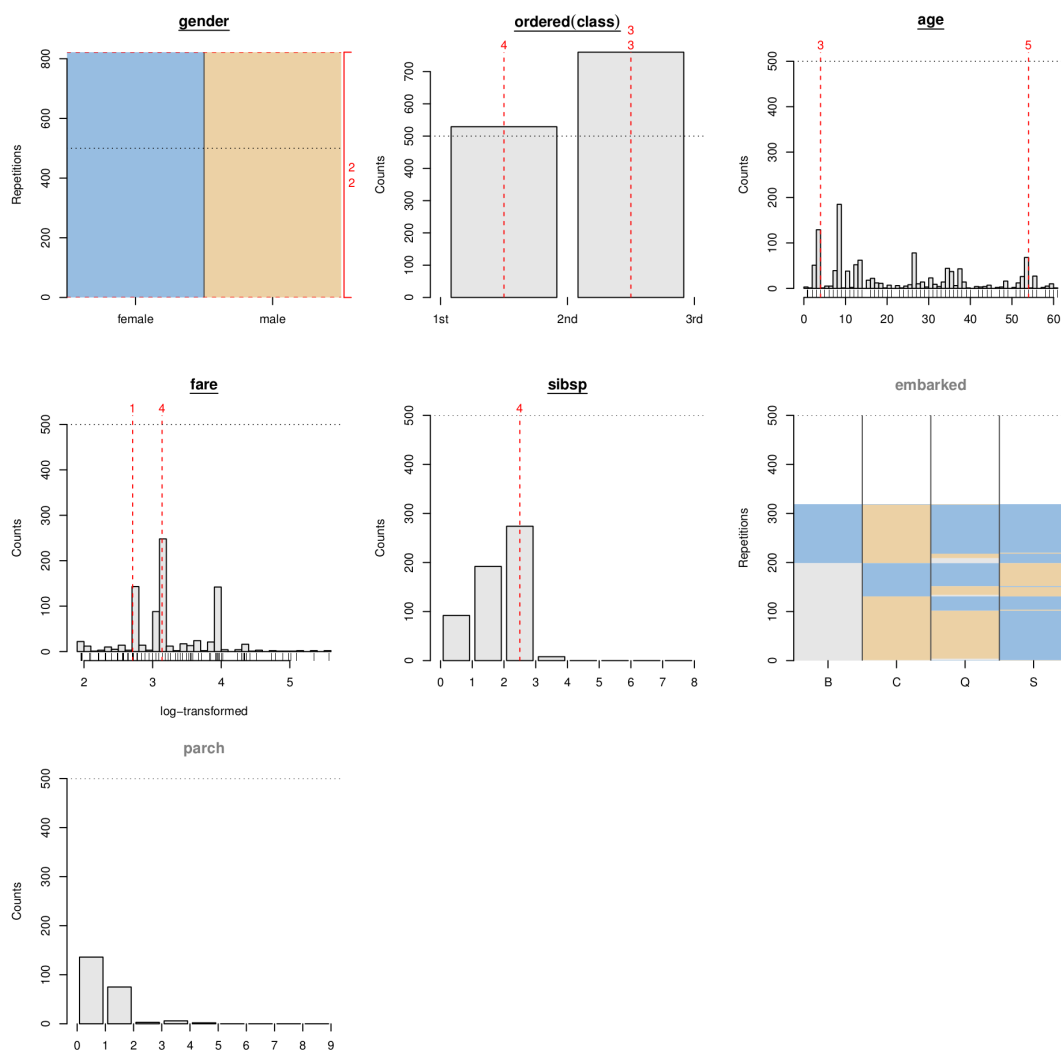 gender
Repetitions
0 200 400 600 800
2
2
female male
ordered(class)
3
4 3
Counts
0 100 200 300 400 500 700
1st 2nd 3rd
age
3 5
Counts
0 100 200 300 400 500
0 10 20 30 40 50 60
fare
1 4
Counts
0 100 200 300 400 500
2 3 4 5
log-transformed
sibsp
4
Counts
0 100 200 300 400 500
0 1 2 3 4 5 6 7 8
embarked
Repetitions
0 100 200 300 400 500
B C Q S
parch
Counts
0 100 200 300 400 500
0 1 2 3 4 5 6 7 8 9